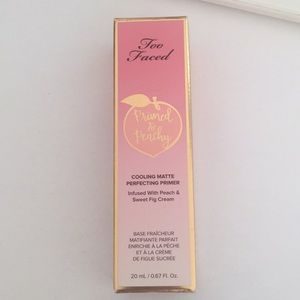 Too
Faced
Primed
&
Peachy
COOLING MATTE
PERFECTING PRIMER
Infused With Peach &
Sweet Fig Cream
BASE FRAÎCHEUR
MATIFIANTE PARFAIT
ENRICHIE À LA PÊCHE
ET À LA CRÈME
DE FIGUE SUCRÉE
20 mL / 0.67 Fl. Oz.